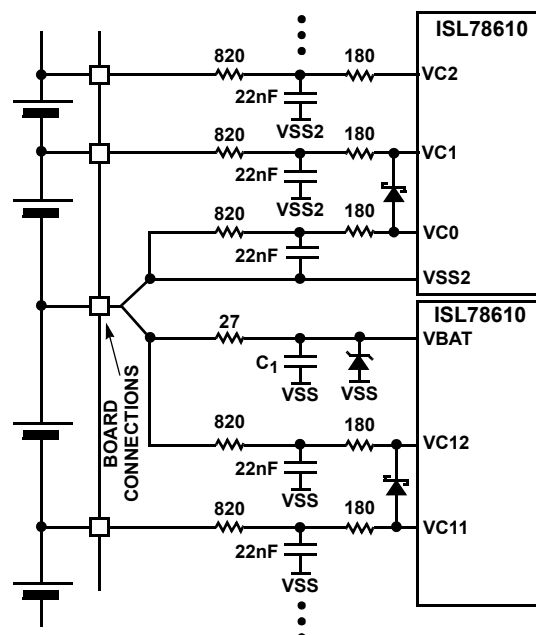 ISL78610
820
180
VC2
22nF
VSS2
820
180
VC1
22nF
VSS2
820
180
VC0
22nF
VSS2
ISL78610
27
VBAT
C1
VSS
VSS
BOARD
CONNECTIONS
820
180
VC12
22nF
VSS
820
180
VC11
22nF
VSS